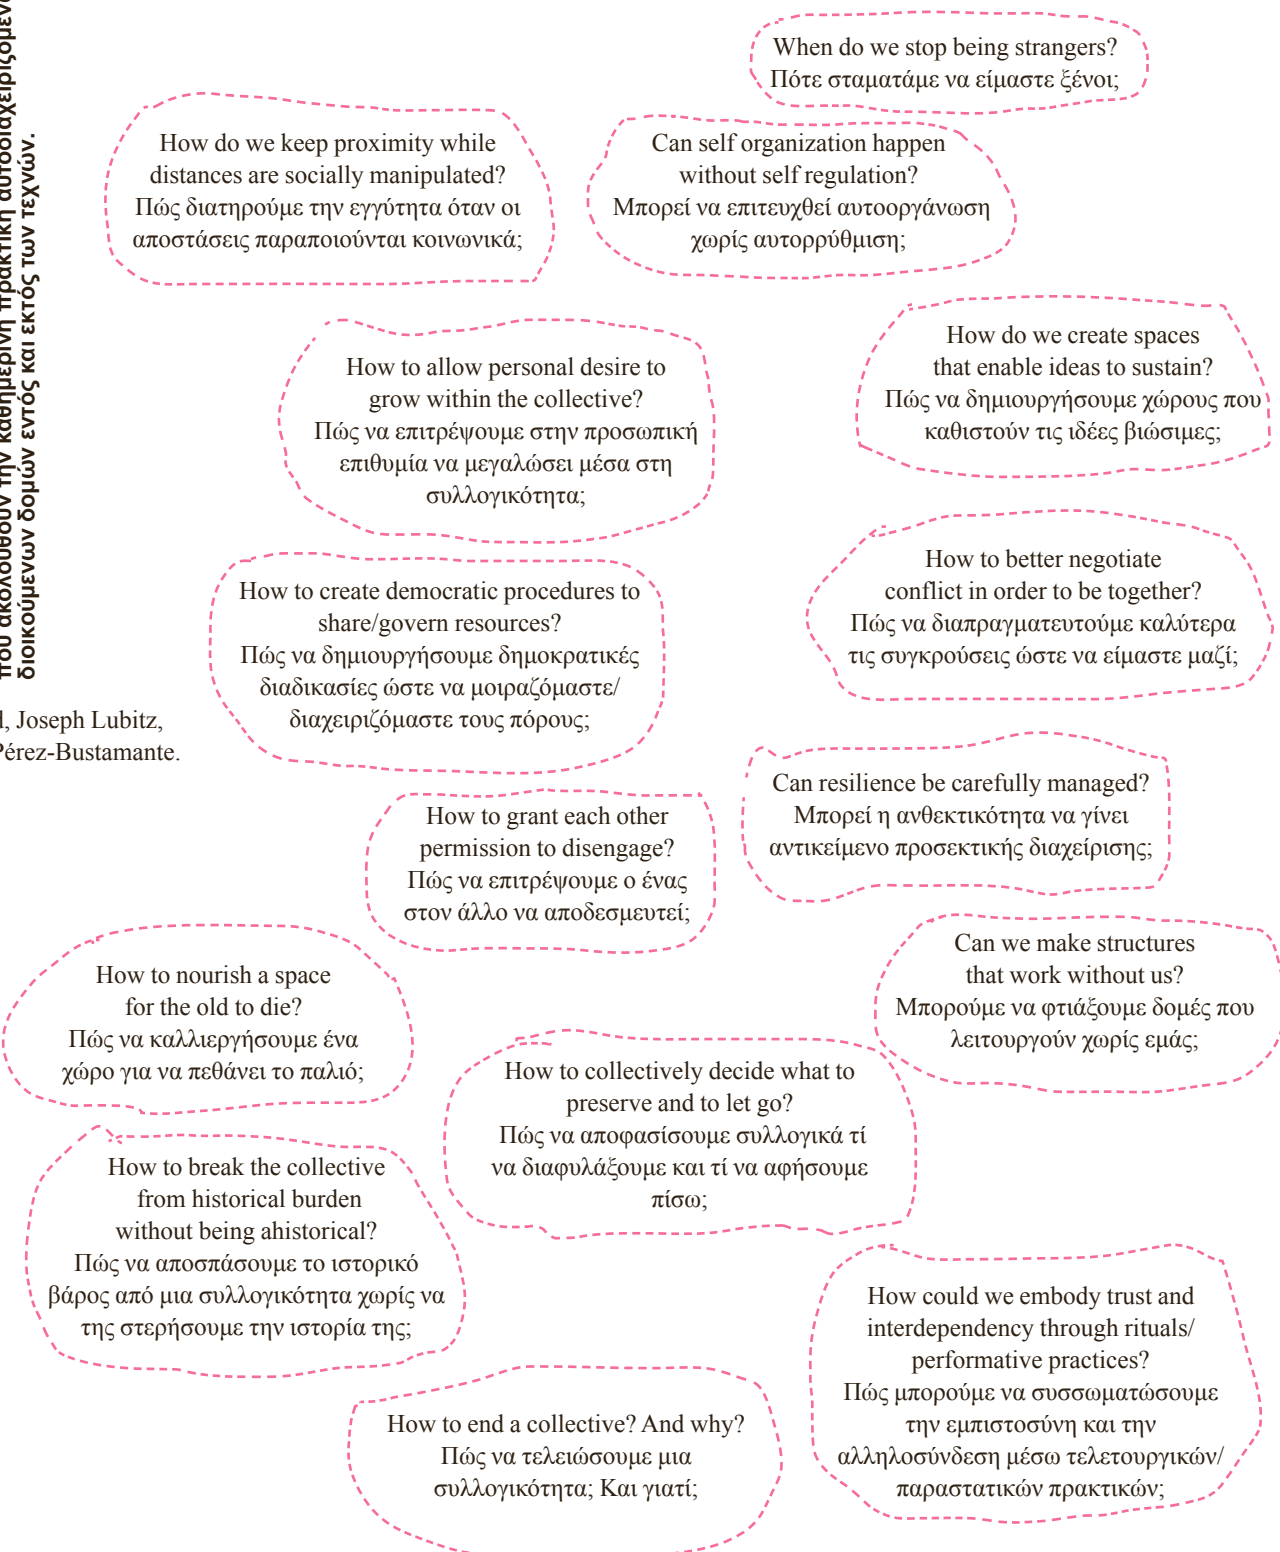 που ακολουθούν την καθημερινή πρακτική
διοικούμενων δομών εντός και εκτός των τεχνών.
Joseph Lubitz,
Pérez-Bustamante.
When do we stop being strangers?
Πότε σταματάμε να είμαστε ξένοι;
How do we keep proximity while
distances are socially manipulated?
Πώς διατηρούμε την εγγύτητα όταν οι
αποστάσεις παραποιούνται κοινωνικά;
Can self organization happen
without self regulation?
Μπορεί να επιτευχθεί αυτοοργάνωση
χωρίς αυτορρύθμιση;
How do we create spaces
that enable ideas to sustain?
Πώς να δημιουργήσουμε χώρους που
καθιστούν τις ιδέες βιώσιμες;
How to allow personal desire to
grow within the collective?
Πώς να επιτρέψουμε στην προσωπική
επιθυμία να μεγαλώσει μέσα στη
συλλογικότητα;
How to better negotiate
conflict in order to be together?
Πώς να διαπραγματευτούμε καλύτερα
τις συγκρούσεις ώστε να είμαστε μαζί;
How to create democratic procedures to
share/govern resources?
Πώς να δημιουργήσουμε δημοκρατικές
διαδικασίες ώστε να μοιραζόμαστε/
διαχειριζόμαστε τους πόρους;
Can resilience be carefully managed?
Μπορεί η ανθεκτικότητα να γίνει
αντικείμενο προσεκτικής διαχείρισης;
How to grant each other
permission to disengage?
Πώς να επιτρέψουμε ο ένας
στον άλλο να αποδεσμευτεί;
Can we make structures
that work without us?
Μπορούμε να φτιάξουμε δομές που
λειτουργούν χωρίς εμάς;
How to nourish a space
for the old to die?
Πώς να καλλιεργήσουμε ένα
χώρο για να πεθάνει το παλιό;
How to collectively decide what to
preserve and to let go?
Πώς να αποφασίσουμε συλλογικά τί
να διαφυλάξουμε και τί να αφήσουμε
πίσω;
How to break the collective
from historical burden
without being ahistorical?
Πώς να αποσπάσουμε το ιστορικό
βάρος από μια συλλογικότητα χωρίς να
της στερήσουμε την ιστορία της;
How could we embody trust and
interdependency through rituals/
performative practices?
Πώς μπορούμε να συσσωματώσουμε
την εμπιστοσύνη και την
αλληλοσύνδεση μέσω τελετουργικών/
παραστατικών πρακτικών;
How to end a collective? And why?
Πώς να τελειώσουμε μια
συλλογικότητα; Και γιατί;